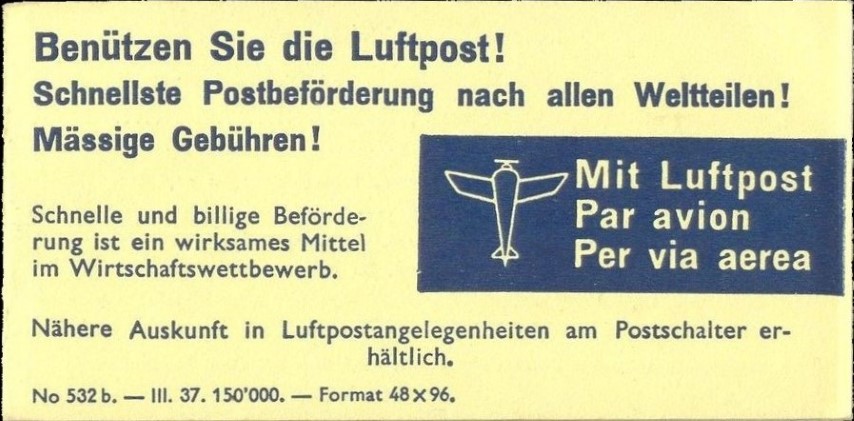 Benützen Sie die Luftpost!
Schnellste Postbeförderung nach allen Weltteilen!
Mässige Gebühren!
Schnelle und billige Beförde-
rung ist ein wirksames Mittel
im Wirtschaftswettbewerb.
Mit Luftpost
Par avion
Per via aerea
Nähere Auskunft in Luftpostangelegenheiten am Postschalter er-
hältlich.
No 532 b. — III. 37. 150'000. — Format 48 × 96.